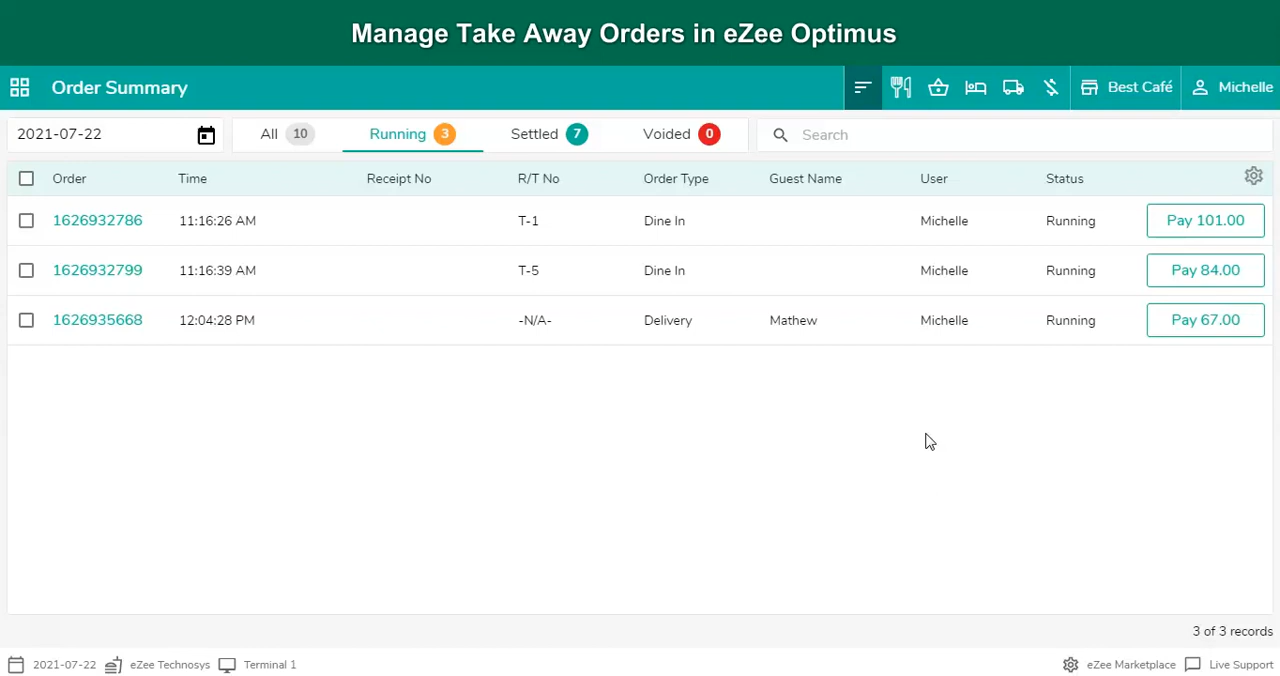 Manage Take Away Orders in eZee Optimus
Order Summary Best Café Michelle
2021-07-22 All 10 Running 3 Settled 7 Voided 0 Search
Order Time Receipt No R/T No Order Type Guest Name User Status
1626932786 11:16:26 AM T-1 Dine In Michelle Running Pay 101.00
1626932799 11:16:39 AM T-5 Dine In Michelle Running Pay 84.00
1626935668 12:04:28 PM -N/A- Delivery Mathew Michelle Running Pay 67.00
3 of 3 records
2021-07-22 eZee Technosys Terminal 1 eZee Marketplace Live Support